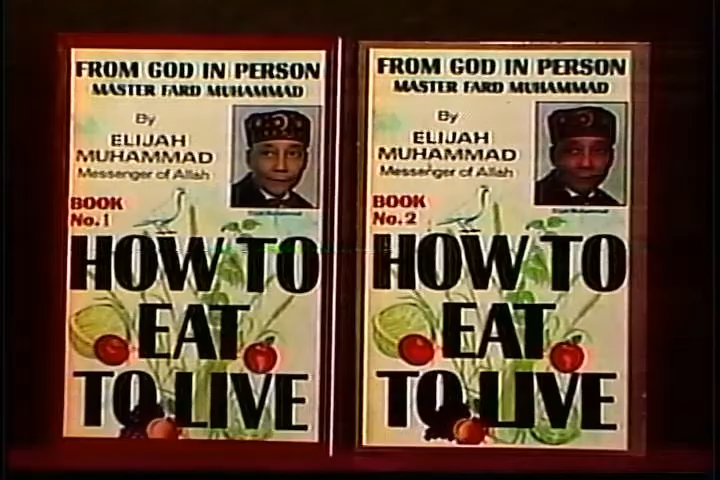 FROM GOD IN PERSON
MASTER FARD MUHAMMAD
By
ELIJAH
MUHAMMAD
Messenger of Allah
BOOK
No. 1
HOW TO
EAT
TO LIVE
FROM GOD IN PERSON
MASTER FARD MUHAMMAD
By
ELIJAH
MUHAMMAD
Messenger of Allah
BOOK
No. 2
HOW TO
EAT
TO LIVE